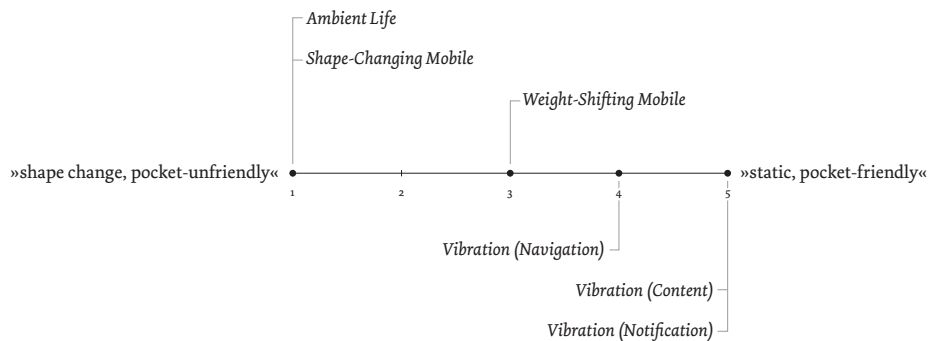 Ambient Life
Shape-Changing Mobile
Weight-Shifting Mobile
»shape change, pocket-unfriendly« »static, pocket-friendly«
1 2 3 4 5
Vibration (Navigation)
Vibration (Content)
Vibration (Notification)